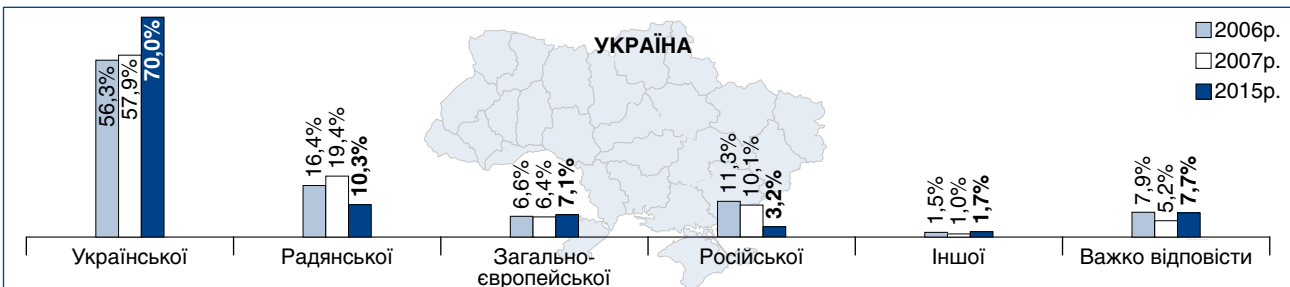 УКРАЇНА
2006р.
2007р.
2015р.
56,3%
57,9%
70,0%
16,4%
19,4%
10,3%
6,6%
6,4%
7,1%
11,3%
10,1%
3,2%
1,5%
1,0%
1,7%
7,9%
5,2%
7,7%
Української
Радянської
Загально-
європейської
Російської
Іншої
Важко відповісти